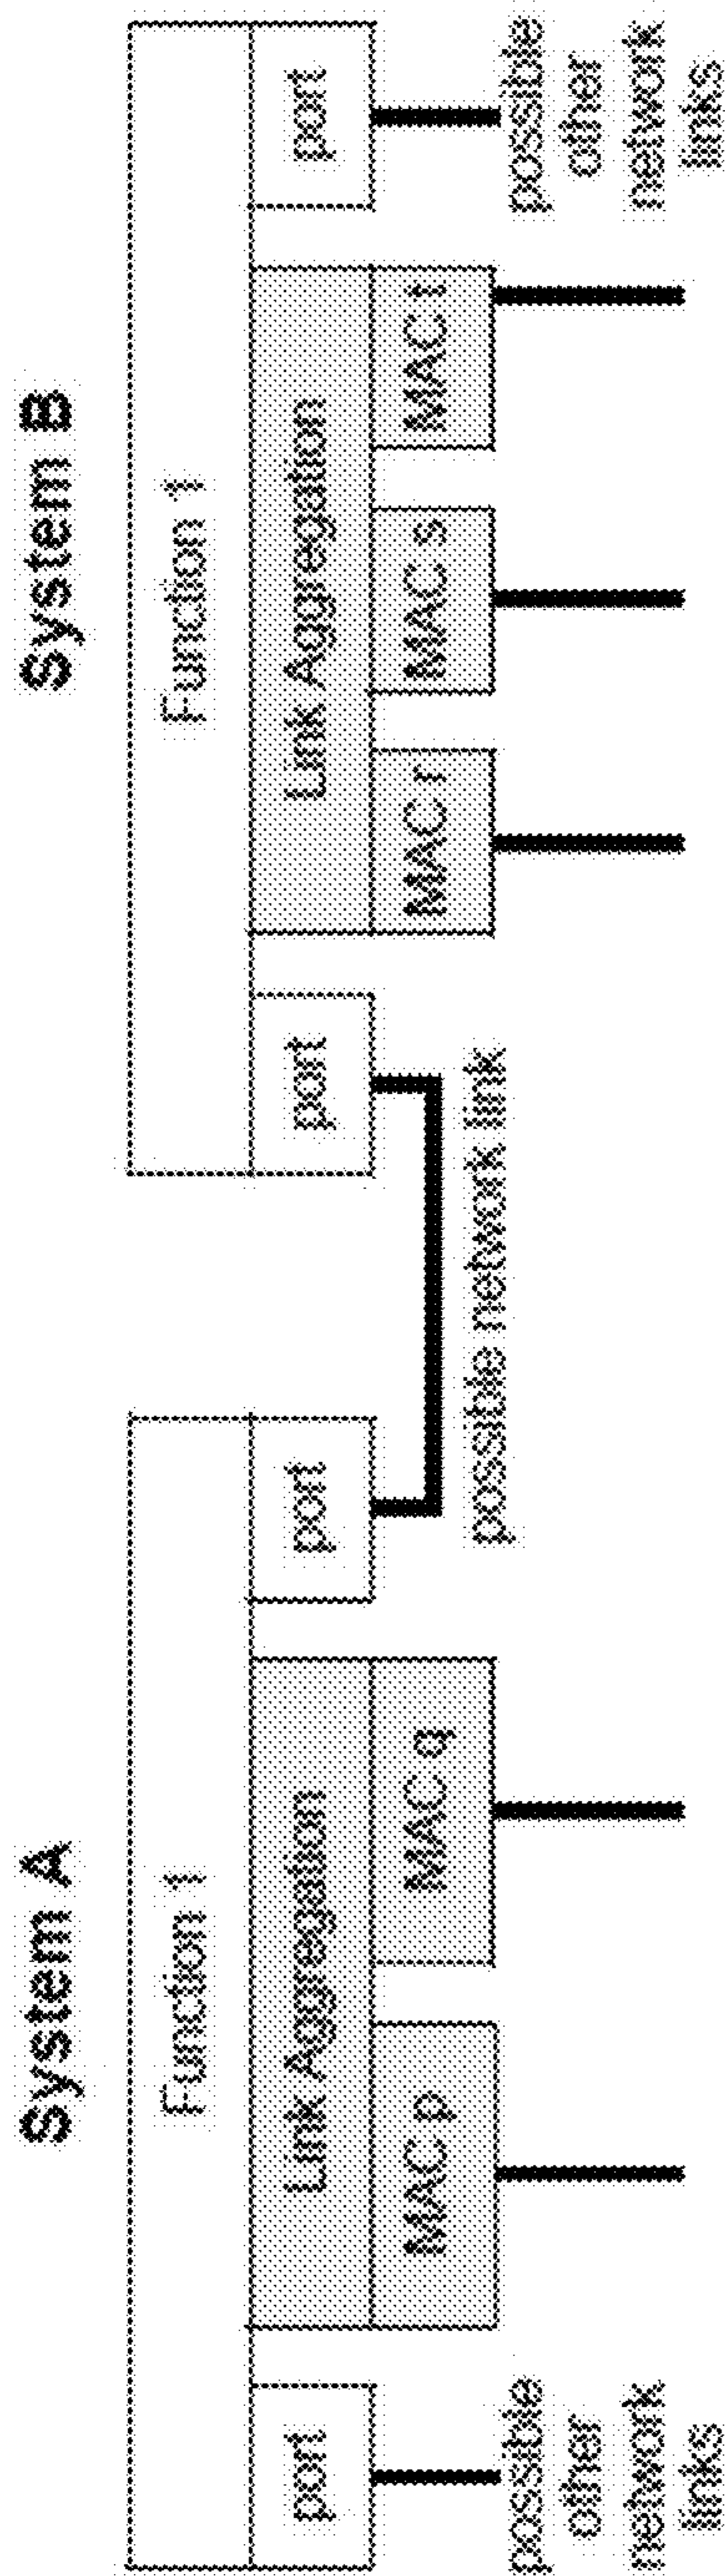 System A
Function 1
port
Link Aggregation
port
MAC p
MAC q
possible
other
network
links
possible network link
System B
Function 1
port
Link Aggregation
port
MAC r
MAC s
MAC t
possible
other
network
links